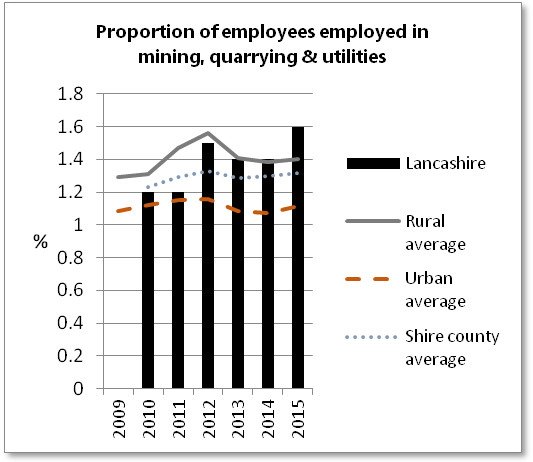 Proportion of employees employed in
mining, quarrying & utilities
1.8
1.6
1.4
1.2
1
0.8
0.6
0.4
0.2
0
%
2009
2010
2011
2012
2013
2014
2015
Lancashire
Rural
average
Urban
average
Shire county
average